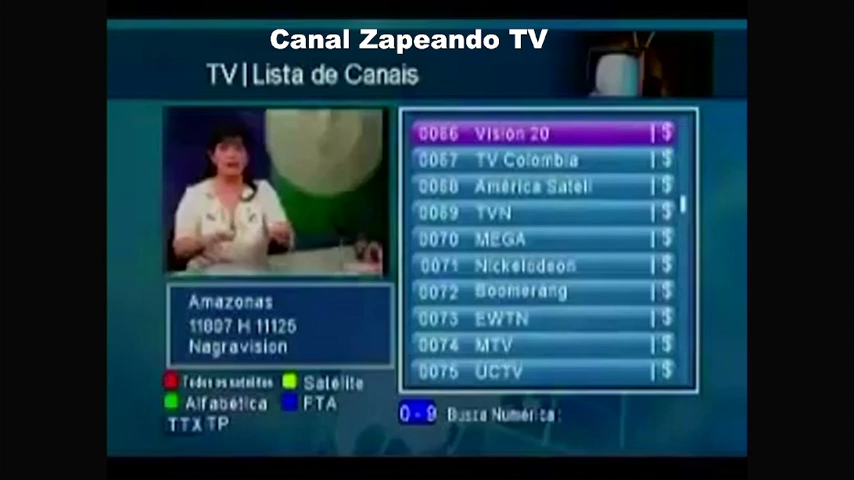 Canal Zapeando TV
TV|Lista de Canais
0066 Vision 20 | $
0067 TV Colombia | $
0068 América Sateli | $
0069 TVN | $
0070 MEGA | $
0071 Nickelodeon | $
0072 Boomerang | $
0073 EWTN | $
0074 MTV | $
0075 UCTV | $
Amazonas
11807 H 11125
Nagravision
Todos os satélites Satélite
Alfabética FTA
TTX TP
0-9 Busca Numérica: